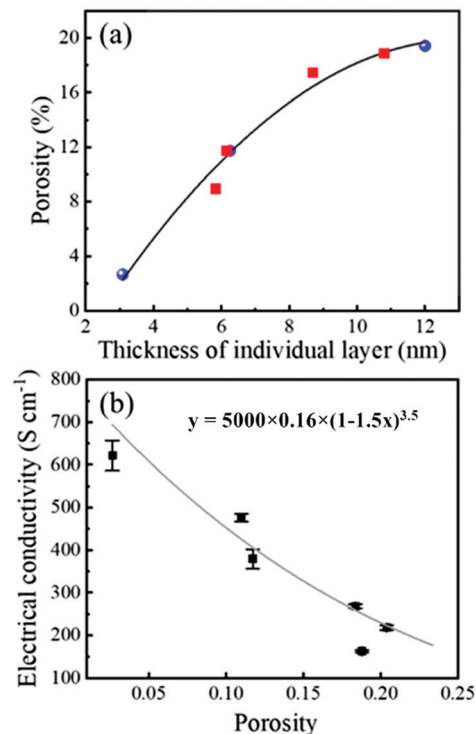 (a)
Porosity (%)
20
16
12
8
4
0
2 4 6 8 10 12
Thickness of individual layer (nm)
(b)
y = 5000×0.16×(1-1.5x)^3.5
Electrical conductivity (S cm⁻¹)
800
700
600
500
400
300
200
100
0.05 0.10 0.15 0.20 0.25
Porosity